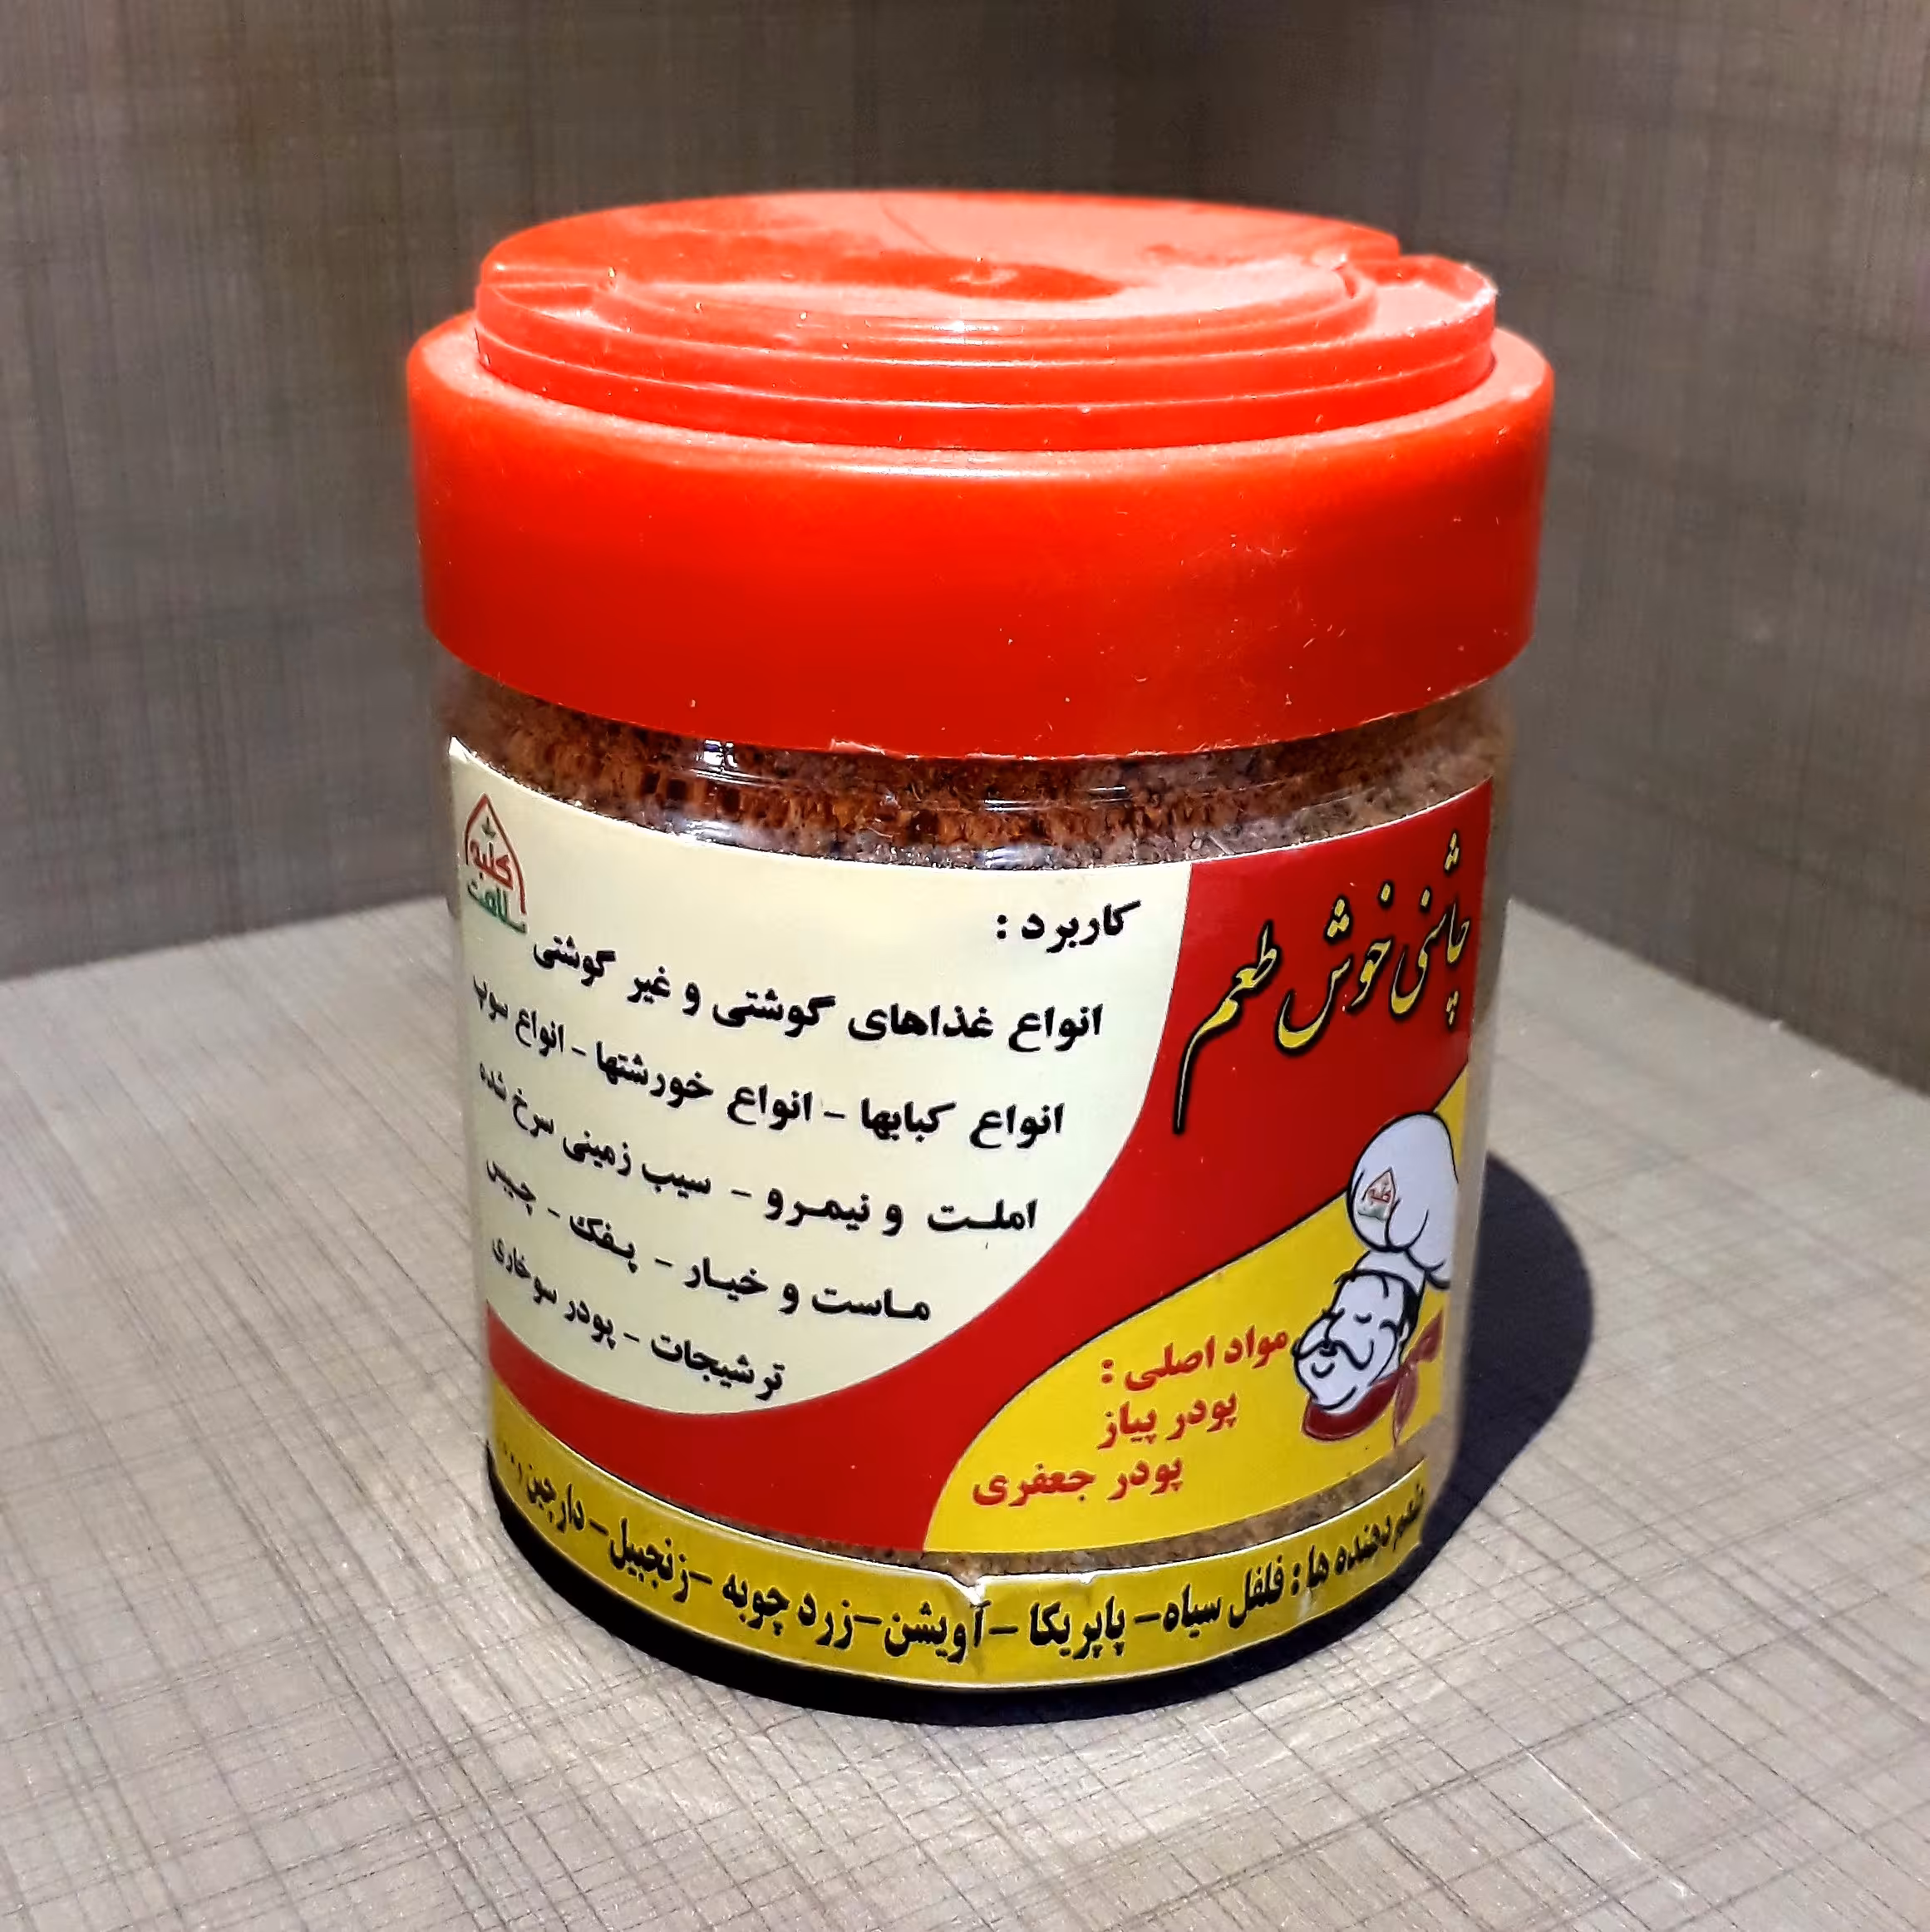 چاشنی خوش طعم
کلبه
سلامت
کاربرد :
انواع غذاهای گوشتی و غیر گوشتی
انواع کبابها - انواع خورشتها - انواع سوپ
املت و نیمرو - سیب زمینی سرخ شده
ماست و خیار - پفک - چیپس
ترشیجات - پودر سوخاری
کلبه
سلامت
مواد اصلی :
پودر پیاز
پودر جعفری
طعم دهنده ها : فلفل سیاه - پاپریکا - آویشن - زرد چوبه - زنجبیل - دارچین و...